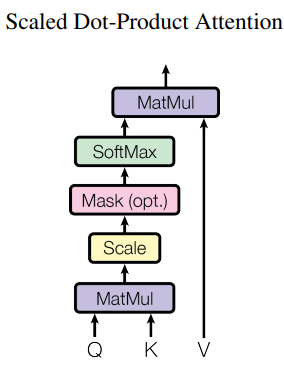 Scaled Dot-Product Attention
MatMul
SoftMax
Mask (opt.)
Scale
MatMul
Q K V